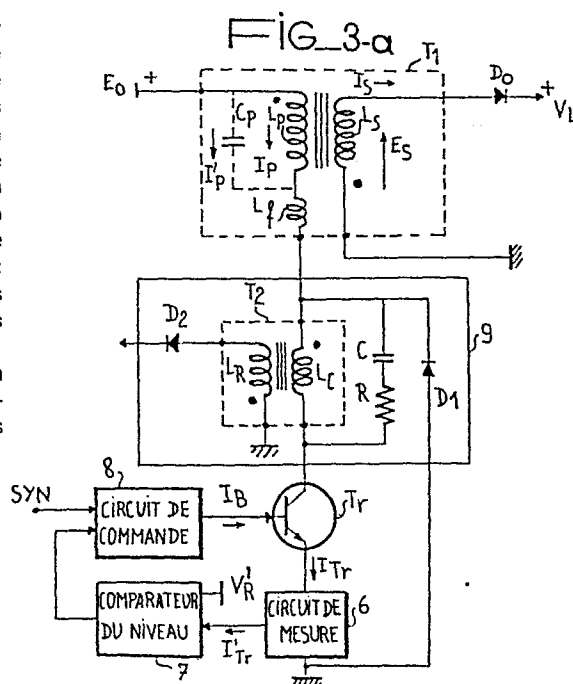 FiG_3-a
T1
E0 +
IS
D0 +
VL
CP
LP
LS
ES
I'P
IP
Lf
T2
D2
9
LR
LC
C
R
D1
8
SYN
CiRCUiT DE
COMMANDE
IB
Tr
ITr
COMPARATEUR
DU NIVEAU
V'R
CiRCUiT DE
MESURE
6
I'Tr
7